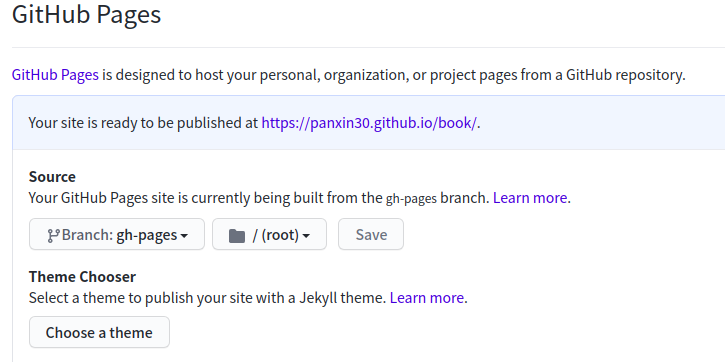 GitHub Pages
GitHub Pages is designed to host your personal, organization, or project pages from a GitHub repository.
Your site is ready to be published at https://panxin30.github.io/book/.
Source
Your GitHub Pages site is currently being built from the gh-pages branch. Learn more.
Branch: gh-pages / (root) Save
Theme Chooser
Select a theme to publish your site with a Jekyll theme. Learn more.
Choose a theme